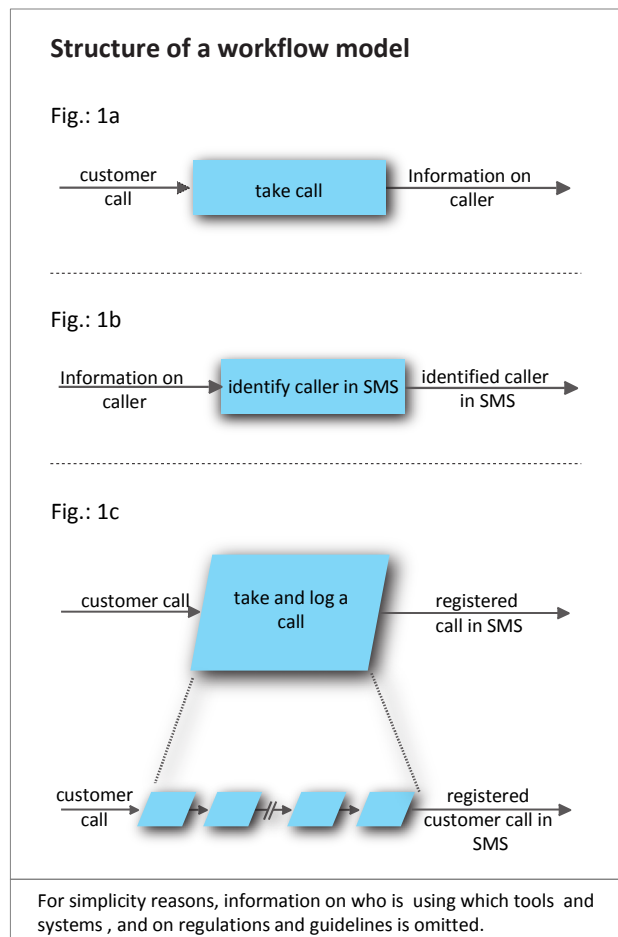 Structure of a workflow model
Fig.: 1a
customer
call
take call
Information on
caller
Fig.: 1b
Information on
caller
identify caller in SMS
identified caller
in SMS
Fig.: 1c
customer call
take and log a
call
registered
call in SMS
customer
call
registered
customer call in
SMS
For simplicity reasons, information on who is using which tools and
systems , and on regulations and guidelines is omitted.